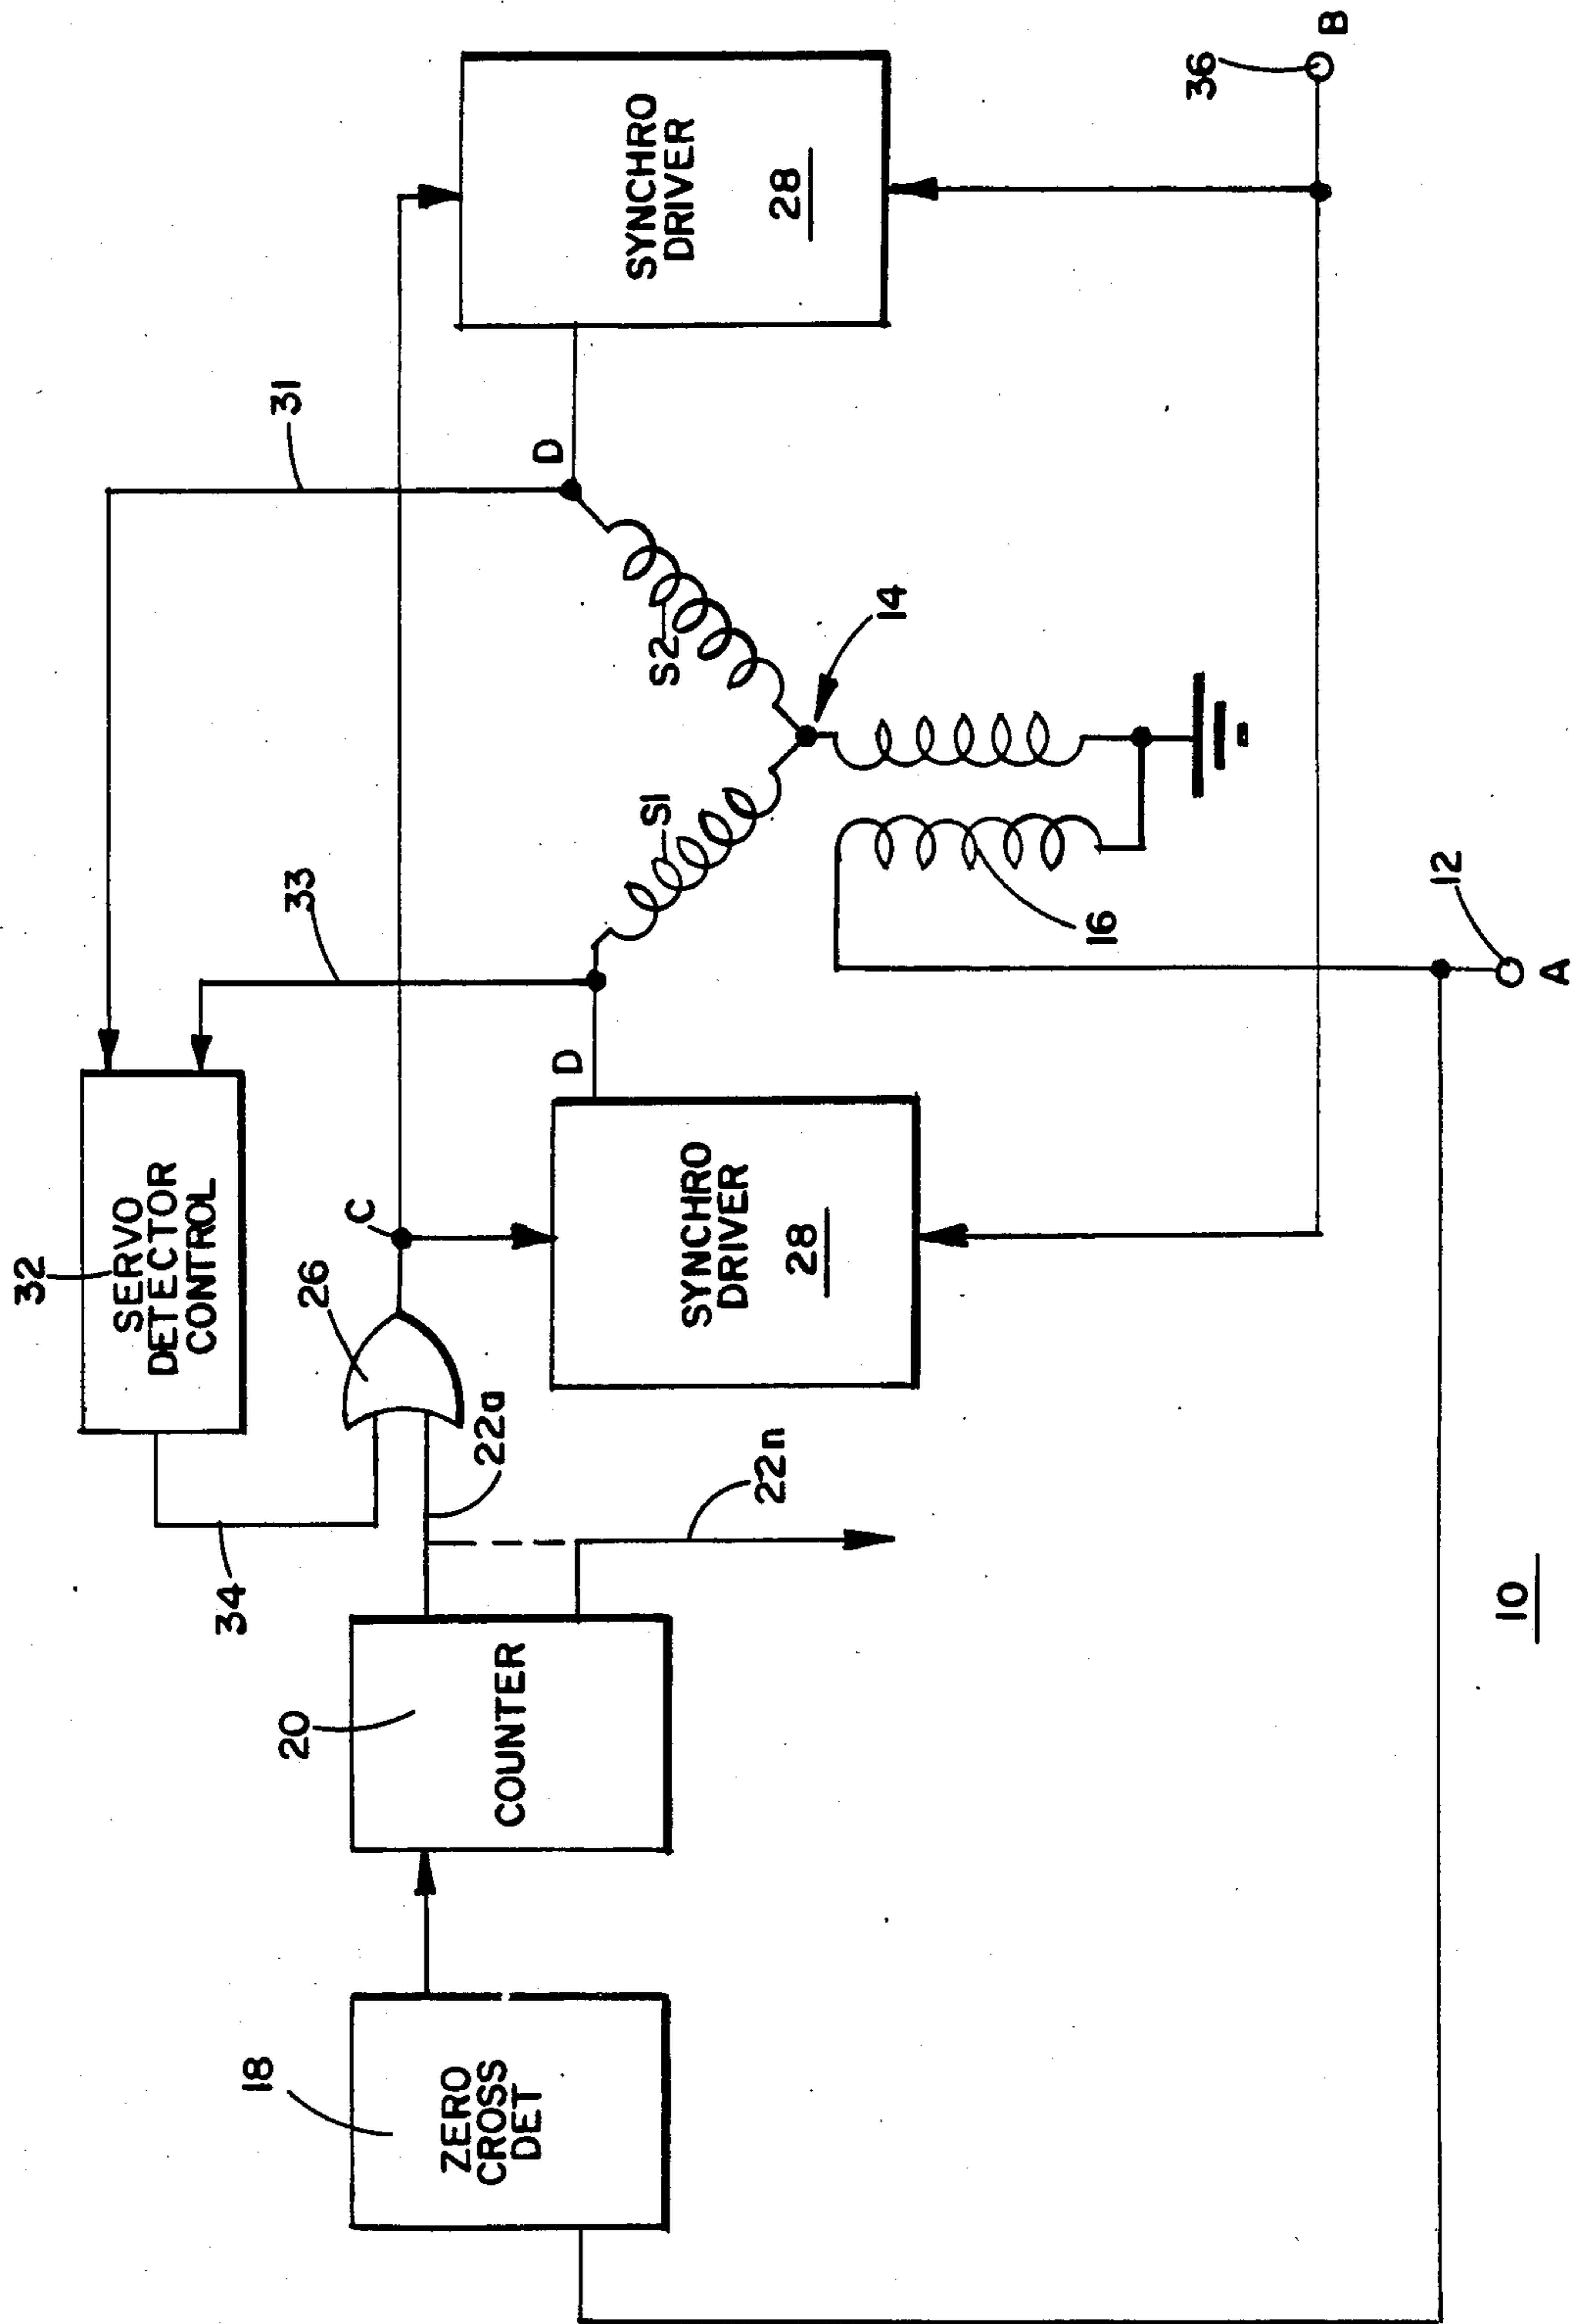 32
SERVO
DETECTOR
CONTROL
31
33
34
18
ZERO
CROSS
DET
20
COUNTER
26
C
22a
22n
SYNCHRO
DRIVER
28
D
S1
S2
D
SYNCHRO
DRIVER
28
14
16
36
B
12
A
10